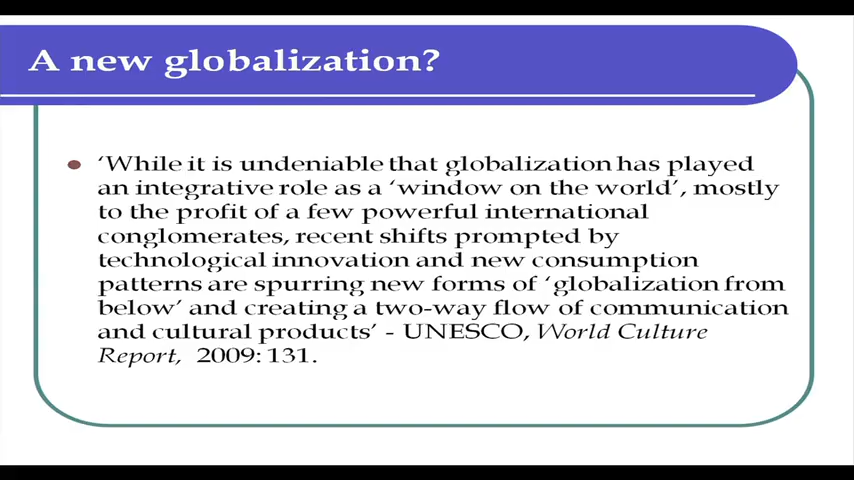 A new globalization?
‘While it is undeniable that globalization has played
an integrative role as a ‘window on the world’, mostly
to the profit of a few powerful international
conglomerates, recent shifts prompted by
technological innovation and new consumption
patterns are spurring new forms of ‘globalization from
below’ and creating a two-way flow of communication
and cultural products’ - UNESCO, World Culture
Report, 2009: 131.